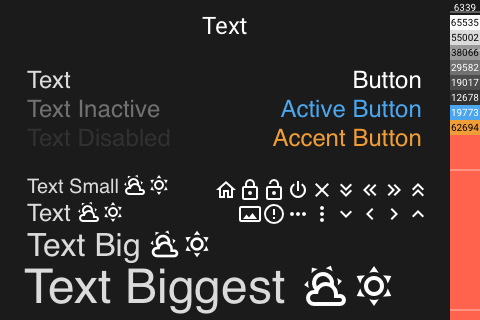 Text
6339
65535
55002
38066
29582
19017
12678
19773
62694
Text Button
Text Inactive Active Button
Text Disabled Accent Button
Text Small
Text
Text Big
Text Biggest